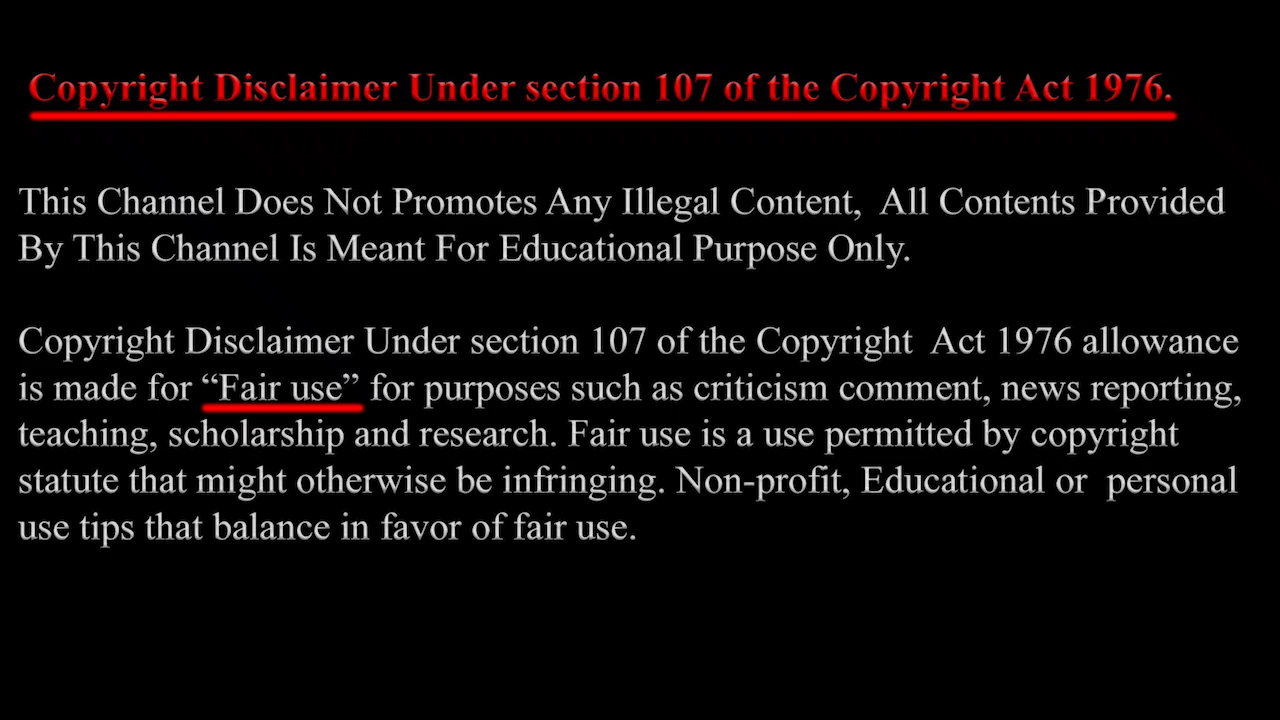 Copyright Disclaimer Under section 107 of the Copyright Act 1976.
This Channel Does Not Promotes Any Illegal Content,  All Contents Provided
By This Channel Is Meant For Educational Purpose Only.
Copyright Disclaimer Under section 107 of the Copyright  Act 1976 allowance
is made for “Fair use” for purposes such as criticism comment, news reporting,
teaching, scholarship and research. Fair use is a use permitted by copyright
statute that might otherwise be infringing. Non-profit, Educational or  personal
use tips that balance in favor of fair use.